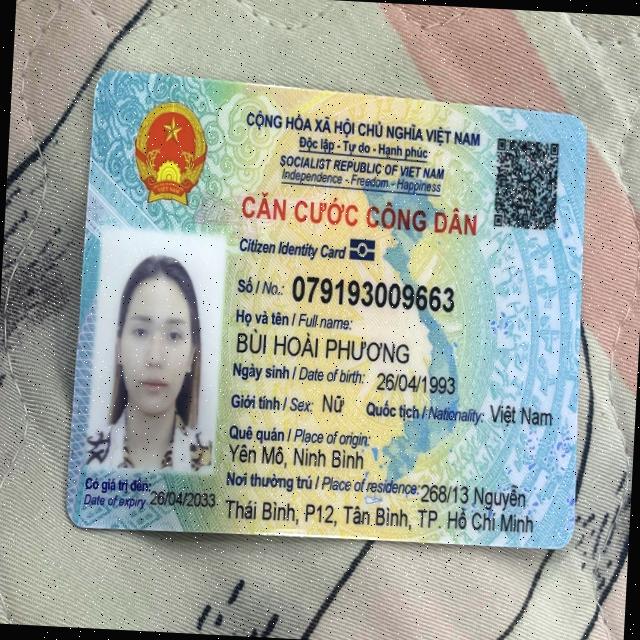 CỘNG HÒA XÃ HỘI CHỦ NGHĨA VIỆT NAM
Độc lập - Tự do - Hạnh phúc
SOCIALIST REPUBLIC OF VIET NAM
Independence - Freedom - Happiness
CĂN CƯỚC CÔNG DÂN
Citizen Identity Card
Số / No.: 079193009663
Họ và tên / Full name:
BÙI HOÀI PHƯƠNG
Ngày sinh / Date of birth: 26/04/1993
Giới tính / Sex: Nữ Quốc tịch / Nationality: Việt Nam
Quê quán / Place of origin:
Yên Mô, Ninh Bình
Nơi thường trú / Place of residence: 268/13 Nguyễn
Thái Bình, P12, Tân Bình, TP. Hồ Chí Minh
Có giá trị đến: 26/04/2033
Date of expiry
VIỆT NAM